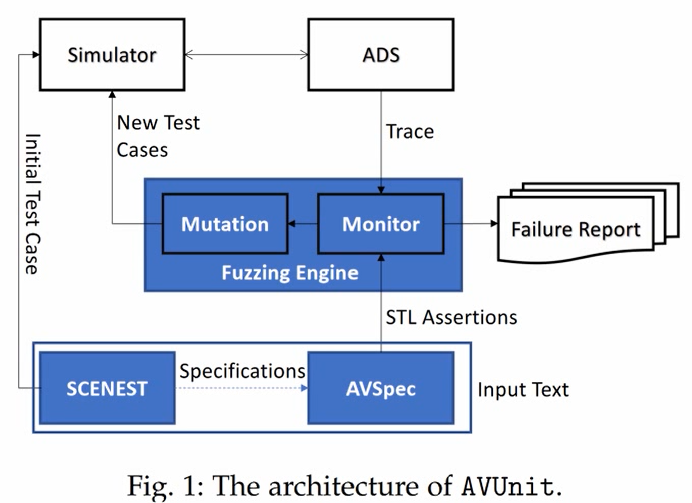 Simulator
ADS
New Test
Cases
Trace
Initial Test Case
Mutation
Monitor
Failure Report
Fuzzing Engine
STL Assertions
SCENEST
Specifications
AVSpec
Input Text
Fig. 1: The architecture of AVUnit.